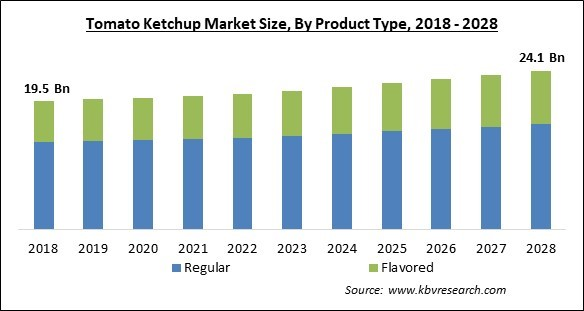 Tomato Ketchup Market Size, By Product Type, 2018 - 2028
24.1 Bn
19.5 Bn
2018 2019 2020 2021 2022 2023 2024 2025 2026 2027 2028
Regular Flavored
Source: www.kbvresearch.com